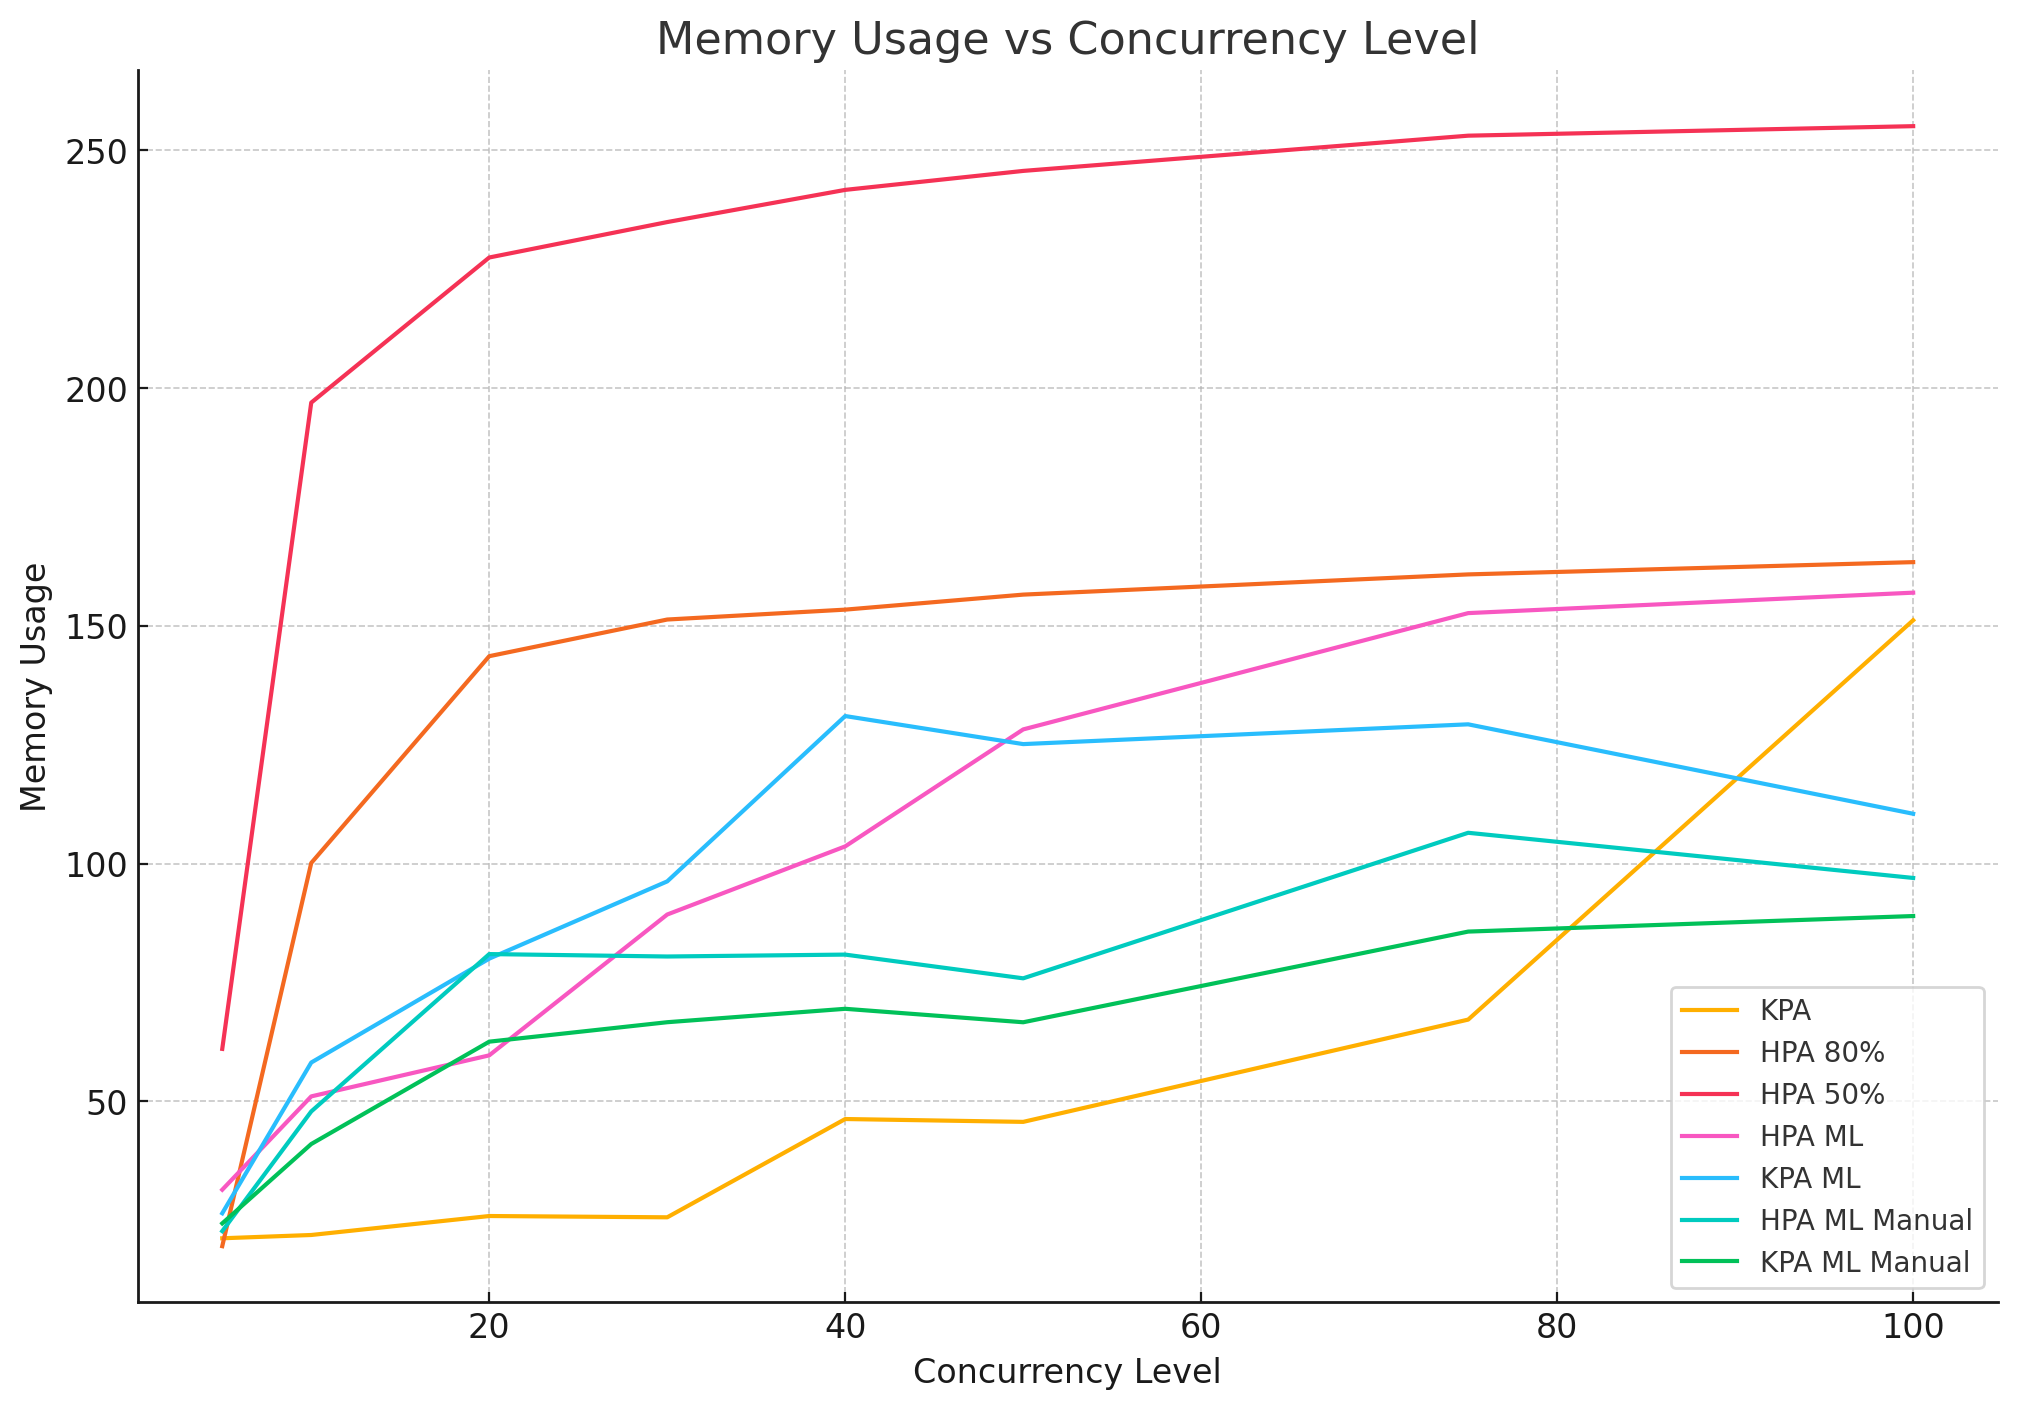 Memory Usage vs Concurrency Level
250
200
150
100
50
Memory Usage
20
40
60
80
100
Concurrency Level
KPA
HPA 80%
HPA 50%
HPA ML
KPA ML
HPA ML Manual
KPA ML Manual